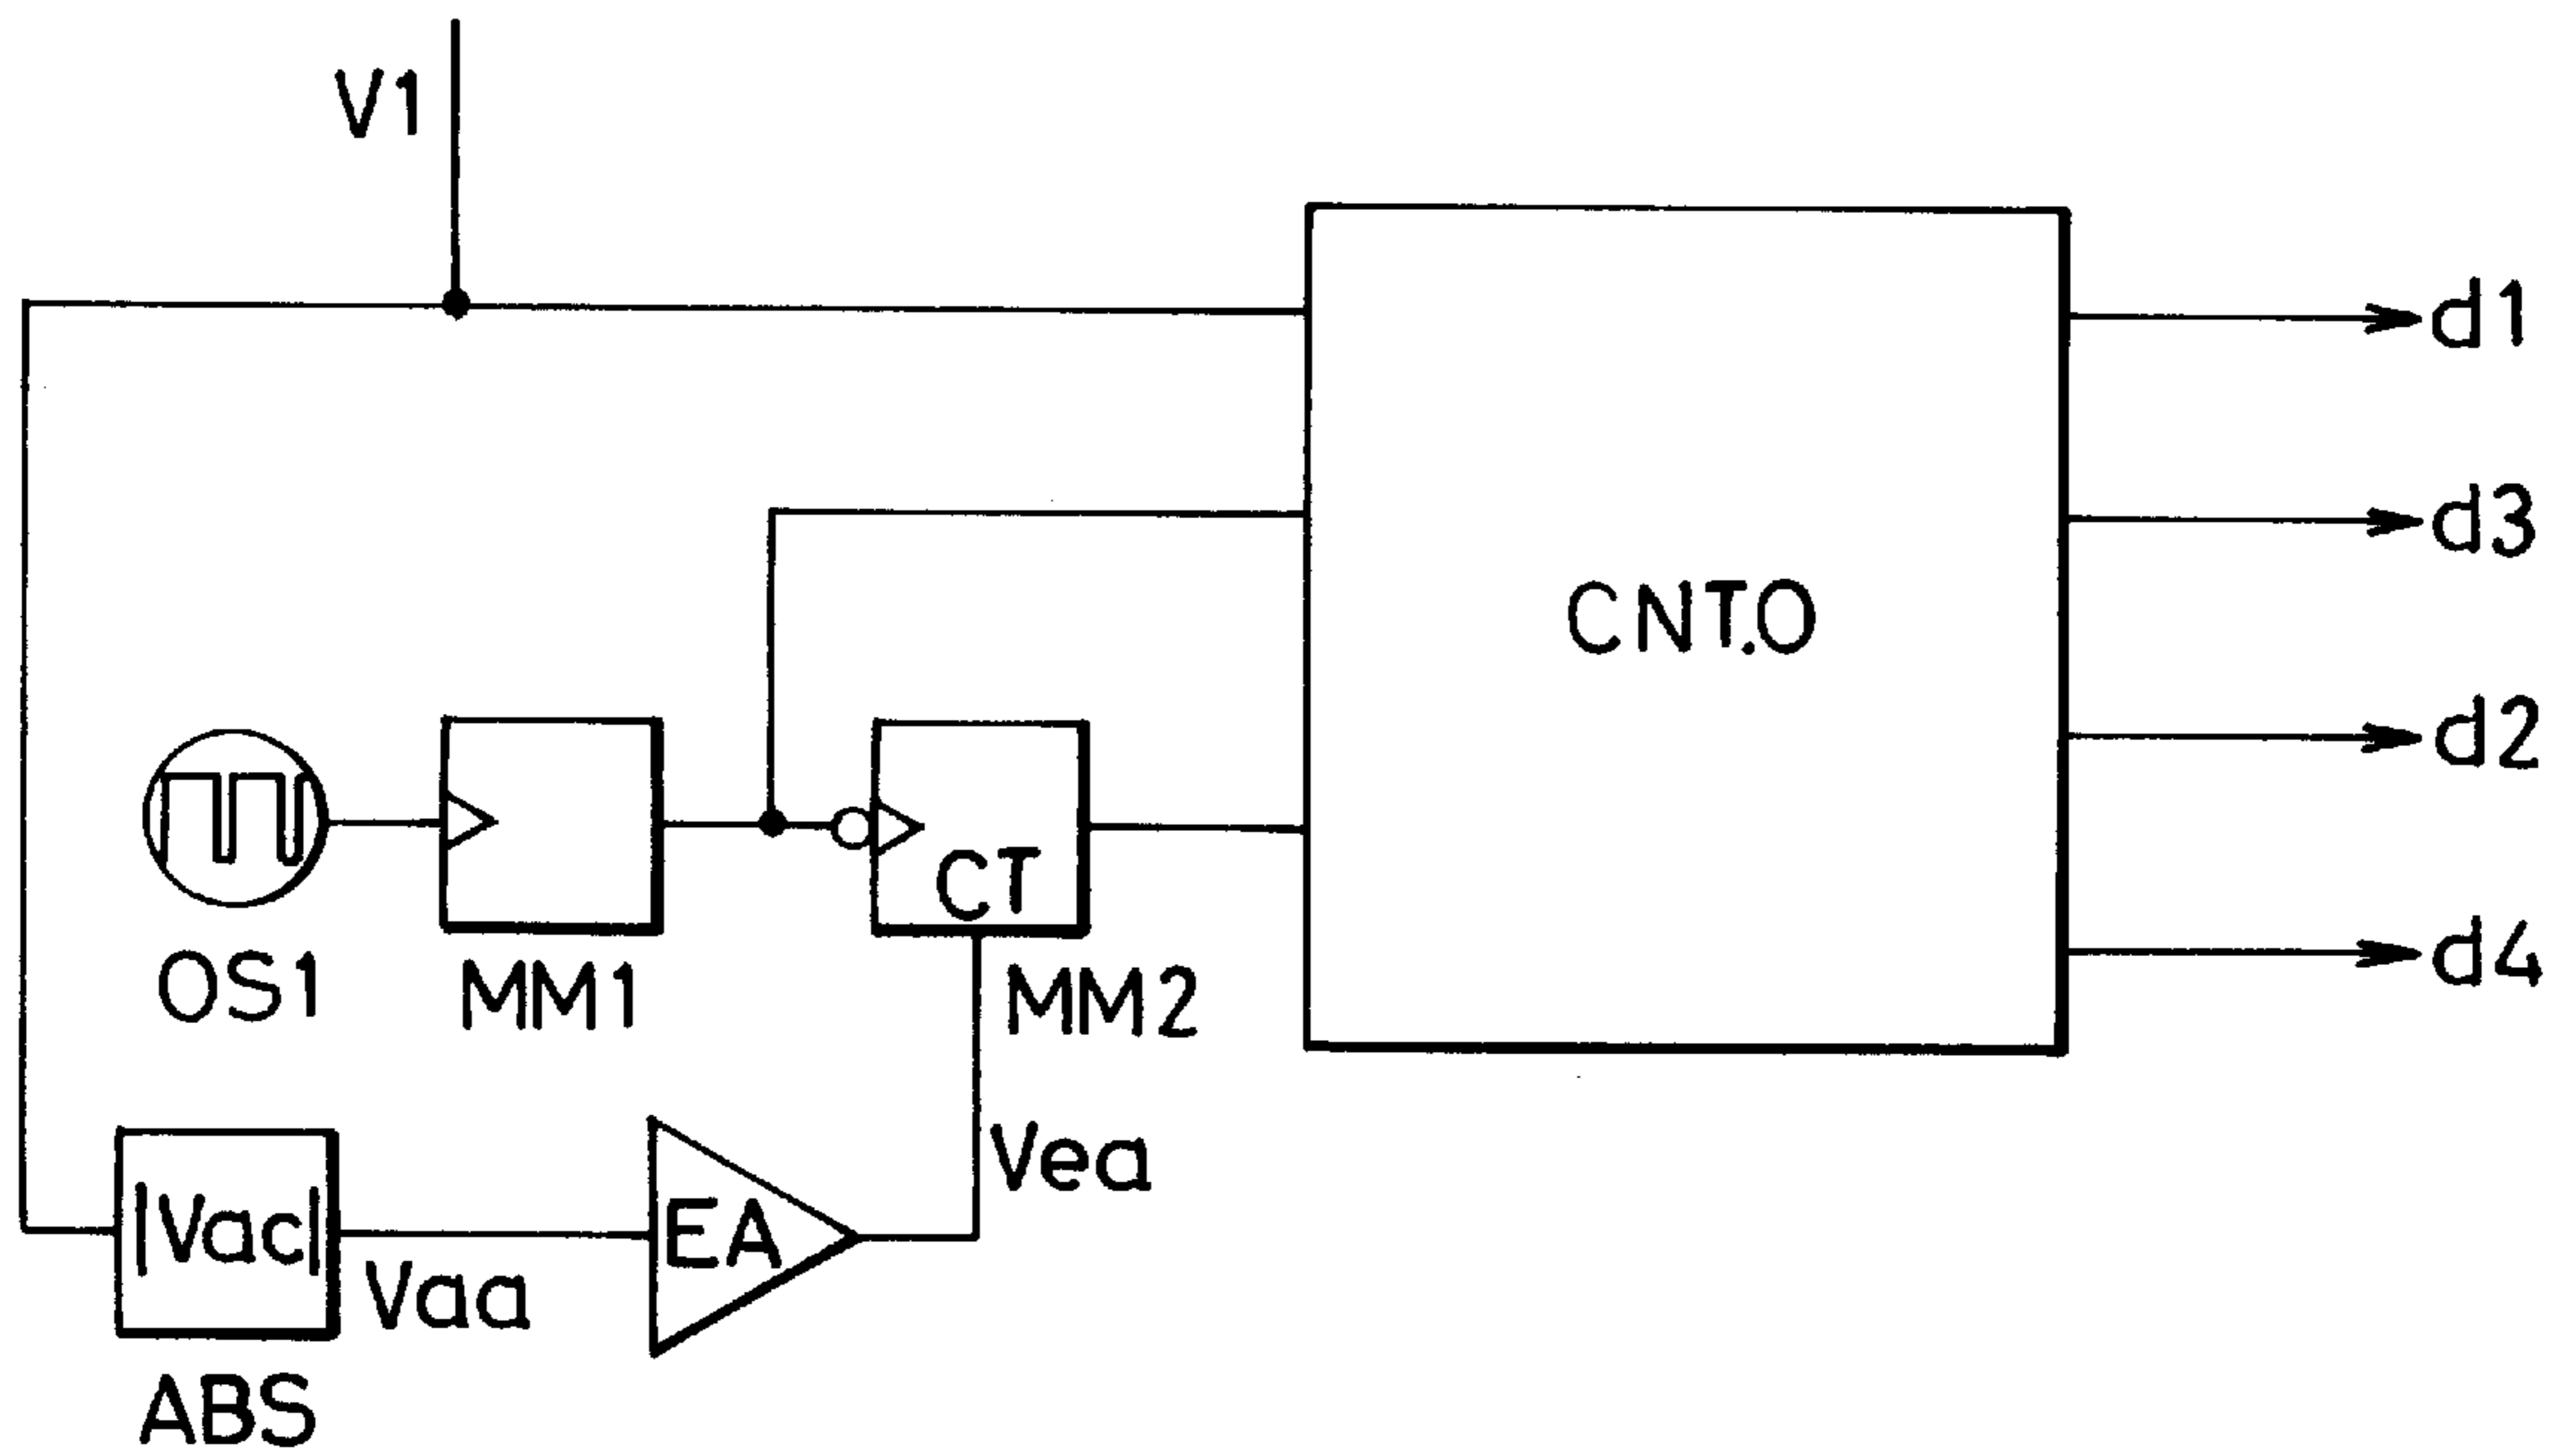 V1
d1
d3
CNT.O
d2
CT
d4
OS1
MM1
MM2
Vea
|Vac|
EA
Vaa
ABS